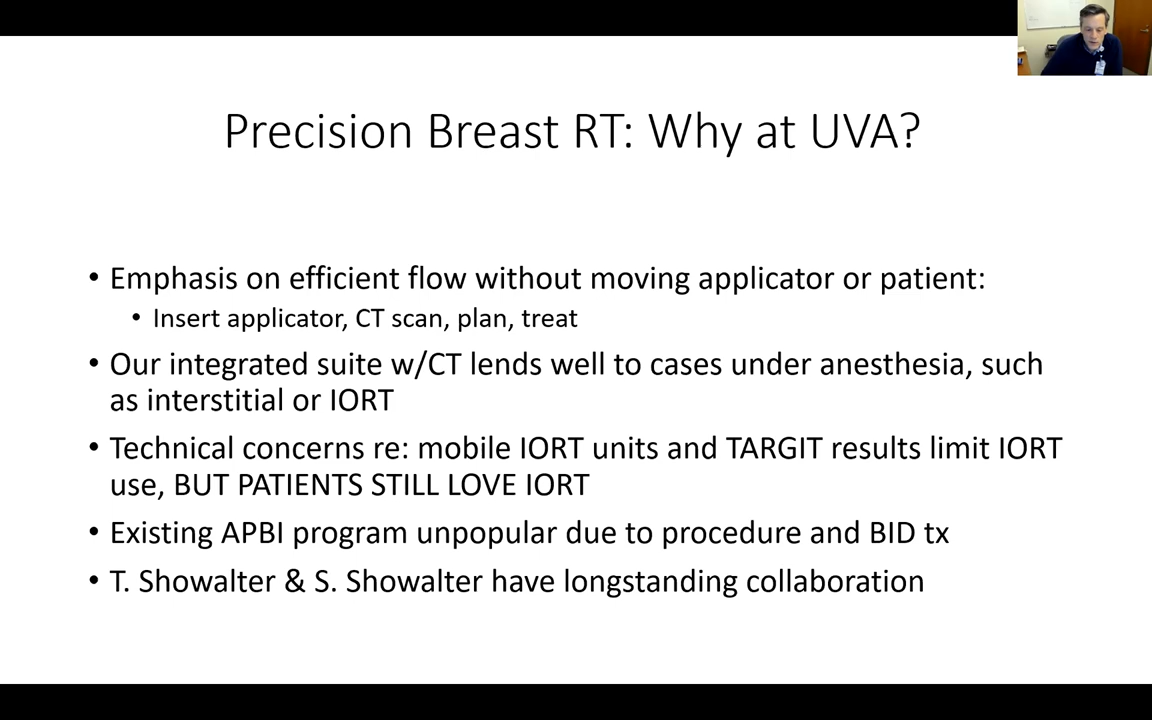 Precision Breast RT: Why at UVA?
• Emphasis on efficient flow without moving applicator or patient:
• Insert applicator, CT scan, plan, treat
• Our integrated suite w/CT lends well to cases under anesthesia, such
as interstitial or IORT
• Technical concerns re: mobile IORT units and TARGIT results limit IORT
use, BUT PATIENTS STILL LOVE IORT
• Existing APBI program unpopular due to procedure and BID tx
• T. Showalter & S. Showalter have longstanding collaboration